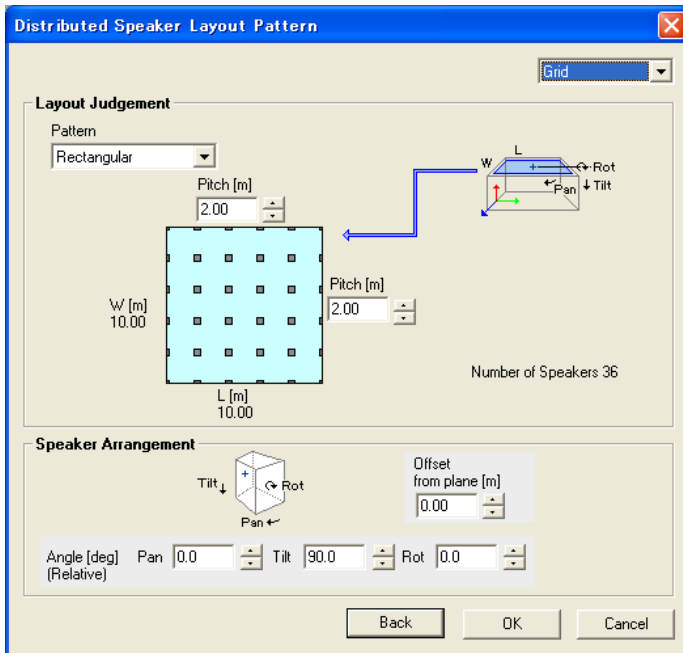 Distributed Speaker Layout Pattern
Grid
Layout Judgement
Pattern
Rectangular
L
W
Rot
Pan
Tilt
Pitch [m]
2.00
Pitch [m]
2.00
W [m]
10.00
L [m]
10.00
Number of Speakers 36
Speaker Arrangement
Tilt
Rot
Pan
Offset
from plane [m]
0.00
Angle [deg] Pan 0.0 Tilt 90.0 Rot 0.0
(Relative)
Back OK Cancel